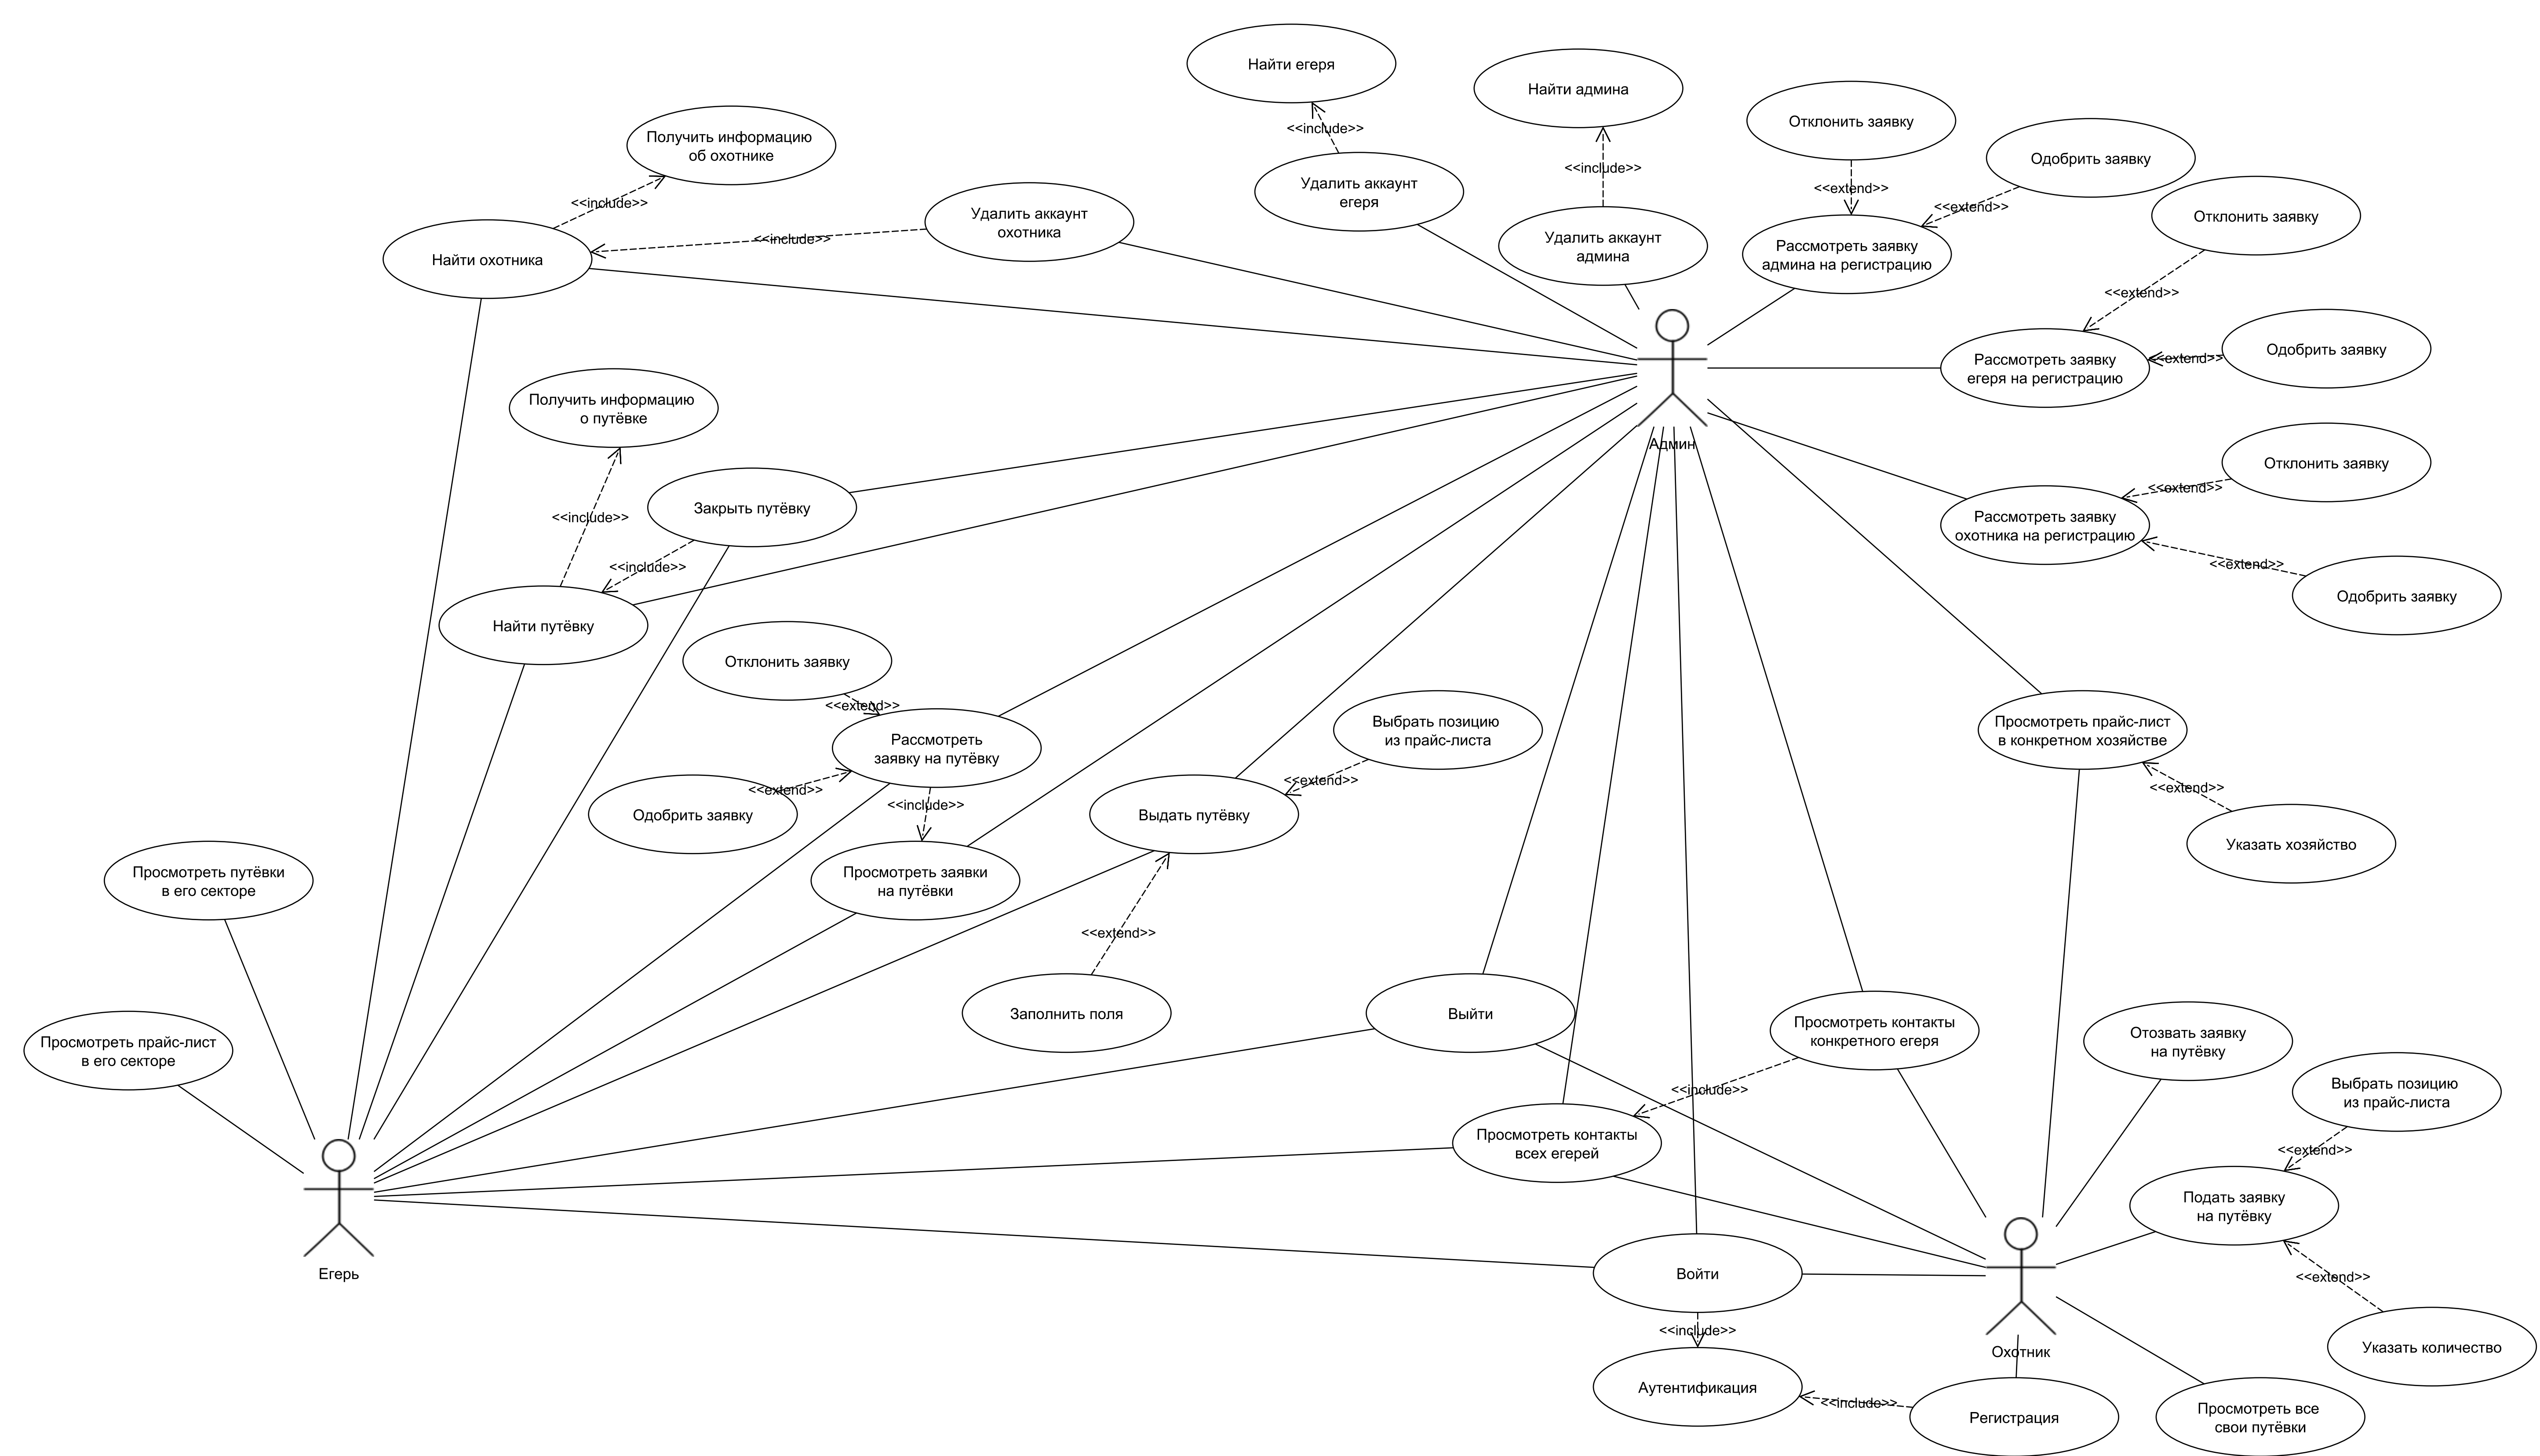 Найти егеря
Найти админа
Отклонить заявку
Одобрить заявку
Получить информацию
об охотнике
<<include>>
<<include>>
<<extend>>
<<extend>>
<<include>>
Удалить аккаунт
егеря
Удалить аккаунт
охотника
Отклонить заявку
<<include>>
Найти охотника
Удалить аккаунт
админа
Рассмотреть заявку
админа на регистрацию
<<extend>>
Одобрить заявку
<<extend>>
Рассмотреть заявку
егеря на регистрацию
Получить информацию
о путёвке
Админ
Отклонить заявку
<<extend>>
Закрыть путёвку
<<include>>
<<include>>
Рассмотреть заявку
охотника на регистрацию
<<extend>>
Одобрить заявку
Найти путёвку
Отклонить заявку
<<extend>>
Рассмотреть
заявку на путёвку
Выбрать позицию
из прайс-листа
<<extend>>
Просмотреть прайс-лист
в конкретном хозяйстве
<<extend>>
<<extend>>
<<include>>
Одобрить заявку
Выдать путёвку
Указать хозяйство
Просмотреть заявки
на путёвки
Просмотреть путёвки
в его секторе
<<extend>>
Заполнить поля
Выйти
Просмотреть контакты
конкретного егеря
Отозвать заявку
на путёвку
Просмотреть прайс-лист
в его секторе
<<include>>
Выбрать позицию
из прайс-листа
<<extend>>
Просмотреть контакты
всех егерей
Подать заявку
на путёвку
Егерь
Войти
<<extend>>
<<include>>
Охотник
Указать количество
Аутентификация
<<include>>
Регистрация
Просмотреть все
свои путёвки